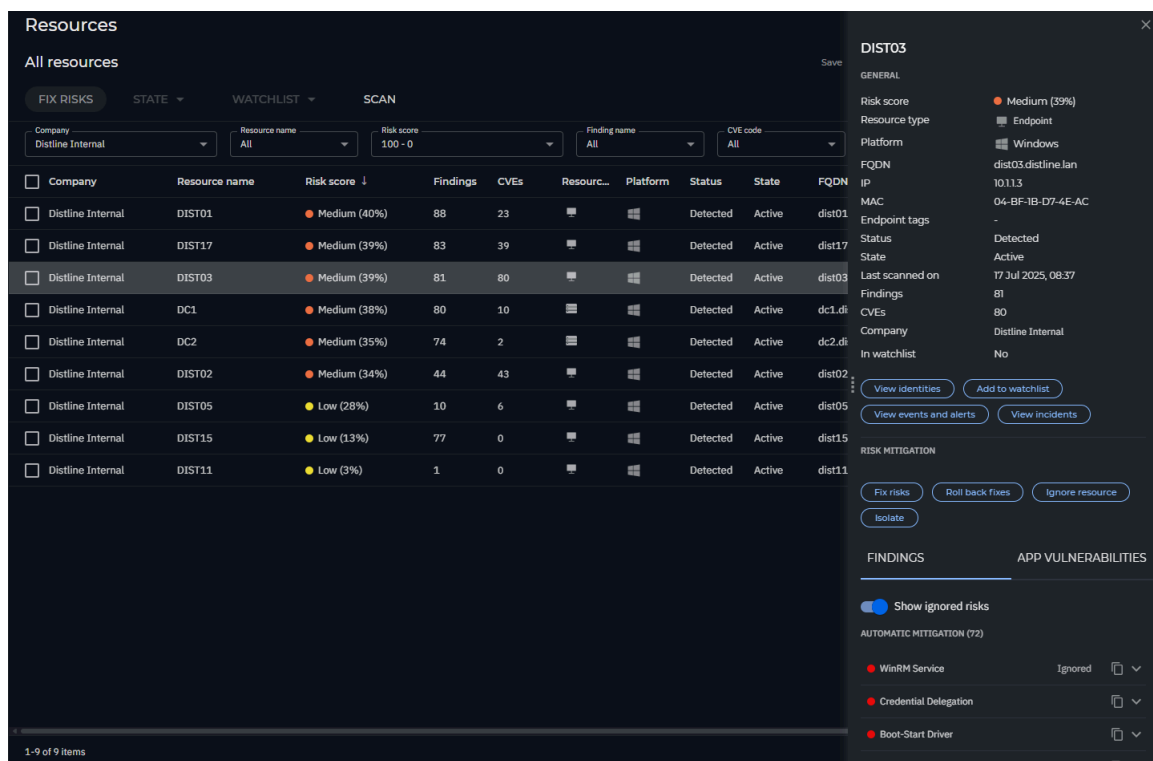 Resources
All resources
Save
FIX RISKS STATE WATCHLIST SCAN
Company Resource name Risk score Finding name CVE code
Distline Internal All 100 - 0 All All
Company Resource name Risk score ↓ Findings CVEs Resourc... Platform Status State FQDN
Distline Internal DIST01 Medium (40%) 88 23 Detected Active dist01
Distline Internal DIST17 Medium (39%) 83 39 Detected Active dist17
Distline Internal DIST03 Medium (39%) 81 80 Detected Active dist03
Distline Internal DC1 Medium (38%) 80 10 Detected Active dc1.di
Distline Internal DC2 Medium (35%) 74 2 Detected Active dc2.di
Distline Internal DIST02 Medium (34%) 44 43 Detected Active dist02
Distline Internal DIST05 Low (28%) 10 6 Detected Active dist05
Distline Internal DIST15 Low (13%) 77 0 Detected Active dist15
Distline Internal DIST11 Low (3%) 1 0 Detected Active dist11
1-9 of 9 items
DIST03
GENERAL
Risk score Medium (39%)
Resource type Endpoint
Platform Windows
FQDN dist03.distline.lan
IP 10.1.1.3
MAC 04-BF-1B-D7-4E-AC
Endpoint tags -
Status Detected
State Active
Last scanned on 17 Jul 2025, 08:37
Findings 81
CVEs 80
Company Distline Internal
In watchlist No
View identities Add to watchlist
View events and alerts View incidents
RISK MITIGATION
Fix risks Roll back fixes Ignore resource
Isolate
FINDINGS APP VULNERABILITIES
Show ignored risks
AUTOMATIC MITIGATION (72)
WinRM Service Ignored
Credential Delegation
Boot-Start Driver